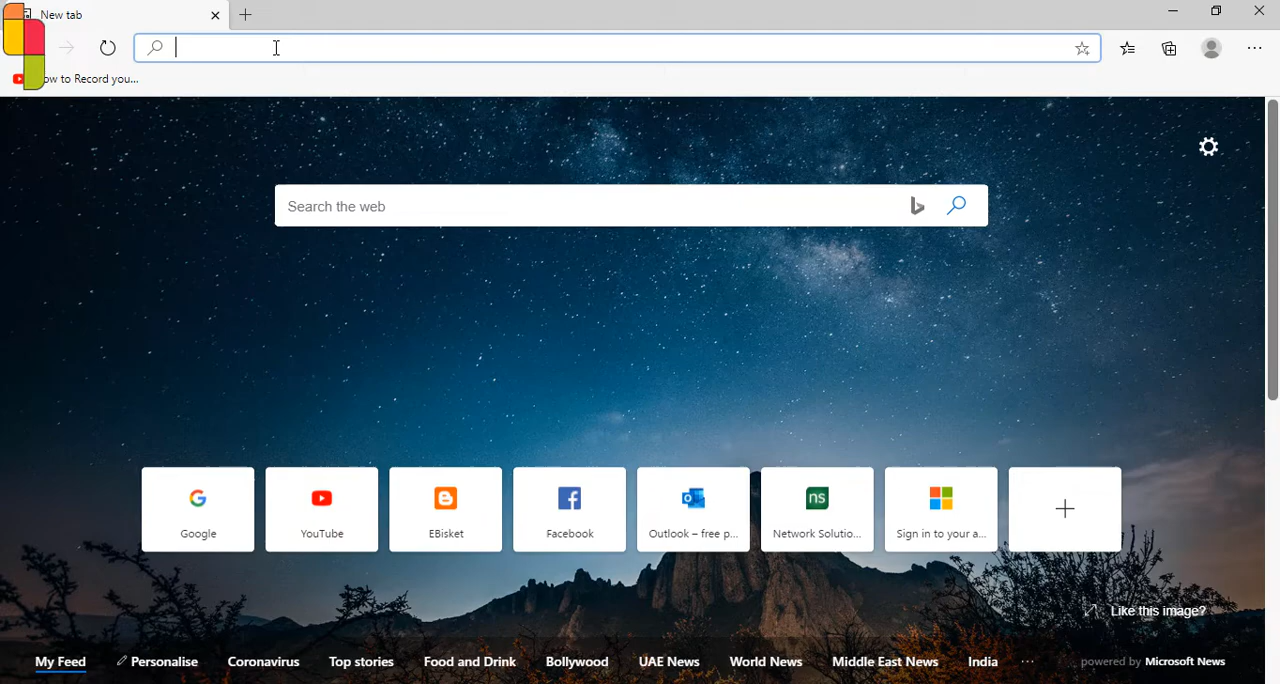 New tab
ow to Record you...
Search the web
Google
YouTube
EBisket
Facebook
Outlook – free p...
Network Solutio...
ns
Sign in to your a...
Like this image?
My Feed
Personalise
Coronavirus
Top stories
Food and Drink
Bollywood
UAE News
World News
Middle East News
India
powered by Microsoft News